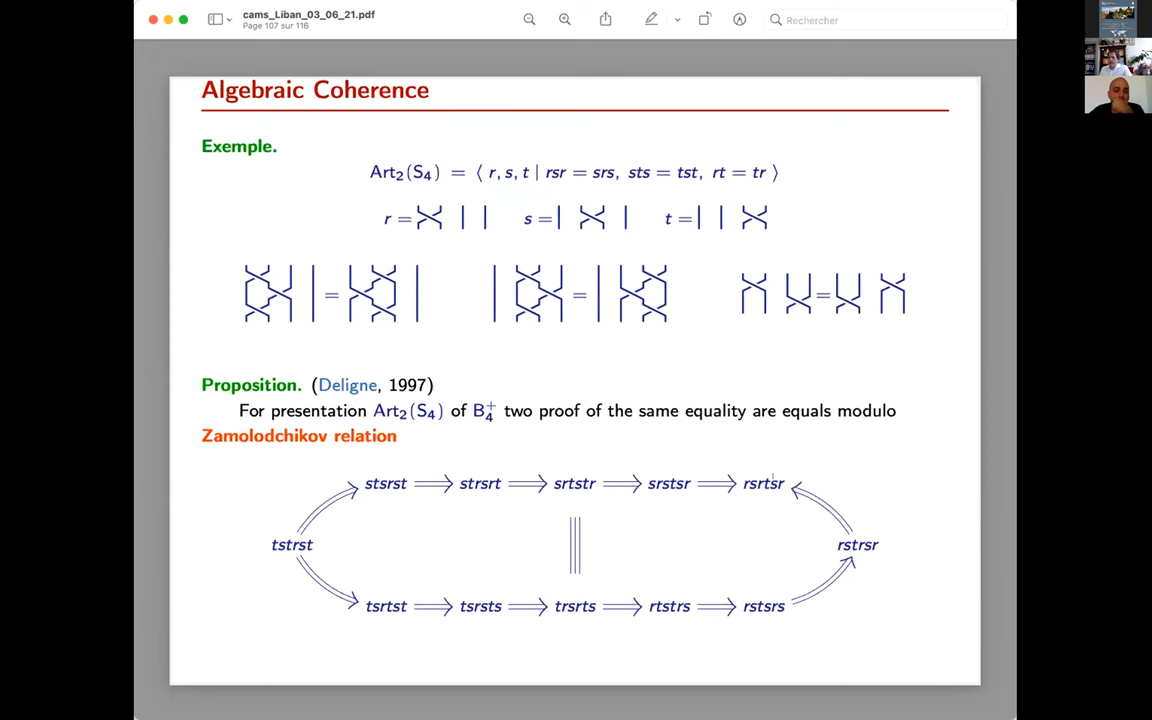 cams_Liban_03_06_21.pdf
Page 107 sur 116
Rechercher
Algebraic Coherence
Exemple.
Art₂(S₄) = ⟨ r, s, t | rsr = srs, sts = tst, rt = tr ⟩
r = s = t =
= = =
Proposition. (Deligne, 1997)
For presentation Art₂(S₄) of B₄⁺ two proof of the same equality are equals modulo
Zamolodchikov relation
stsrst ⟹ strsrt ⟹ srtstr ⟹ srstsr ⟹ rsrtsr
tstrst rstrsr
tsrtst ⟹ tsrsts ⟹ trsrts ⟹ rtstrs ⟹ rstsrs